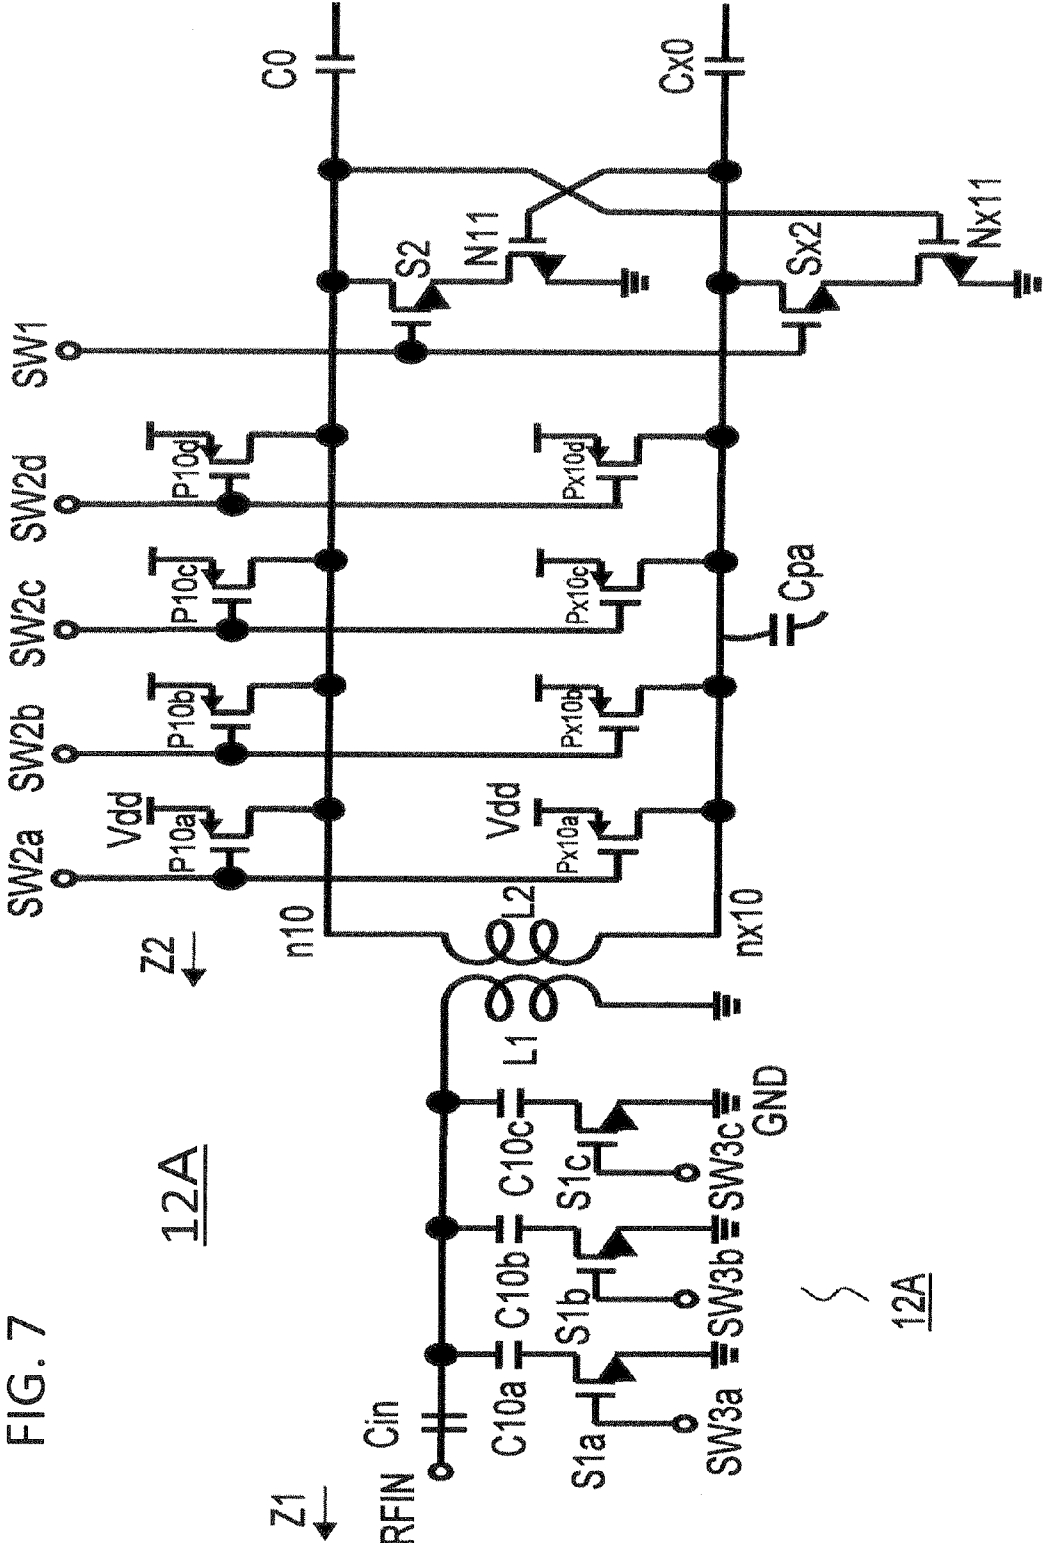 FIG. 7
12A
Z1
RFIN
Cin
C10a
C10b
C10c
S1a
S1b
S1c
SW3a
SW3b
SW3c
GND
12A
L1
L2
Z2
n10
nx10
SW2a
SW2b
SW2c
SW2d
SW1
Vdd
P10a
P10b
P10c
P10d
Vdd
Px10a
Px10b
Px10c
Px10d
Cpa
S2
N11
Sx2
Nx11
C0
Cx0